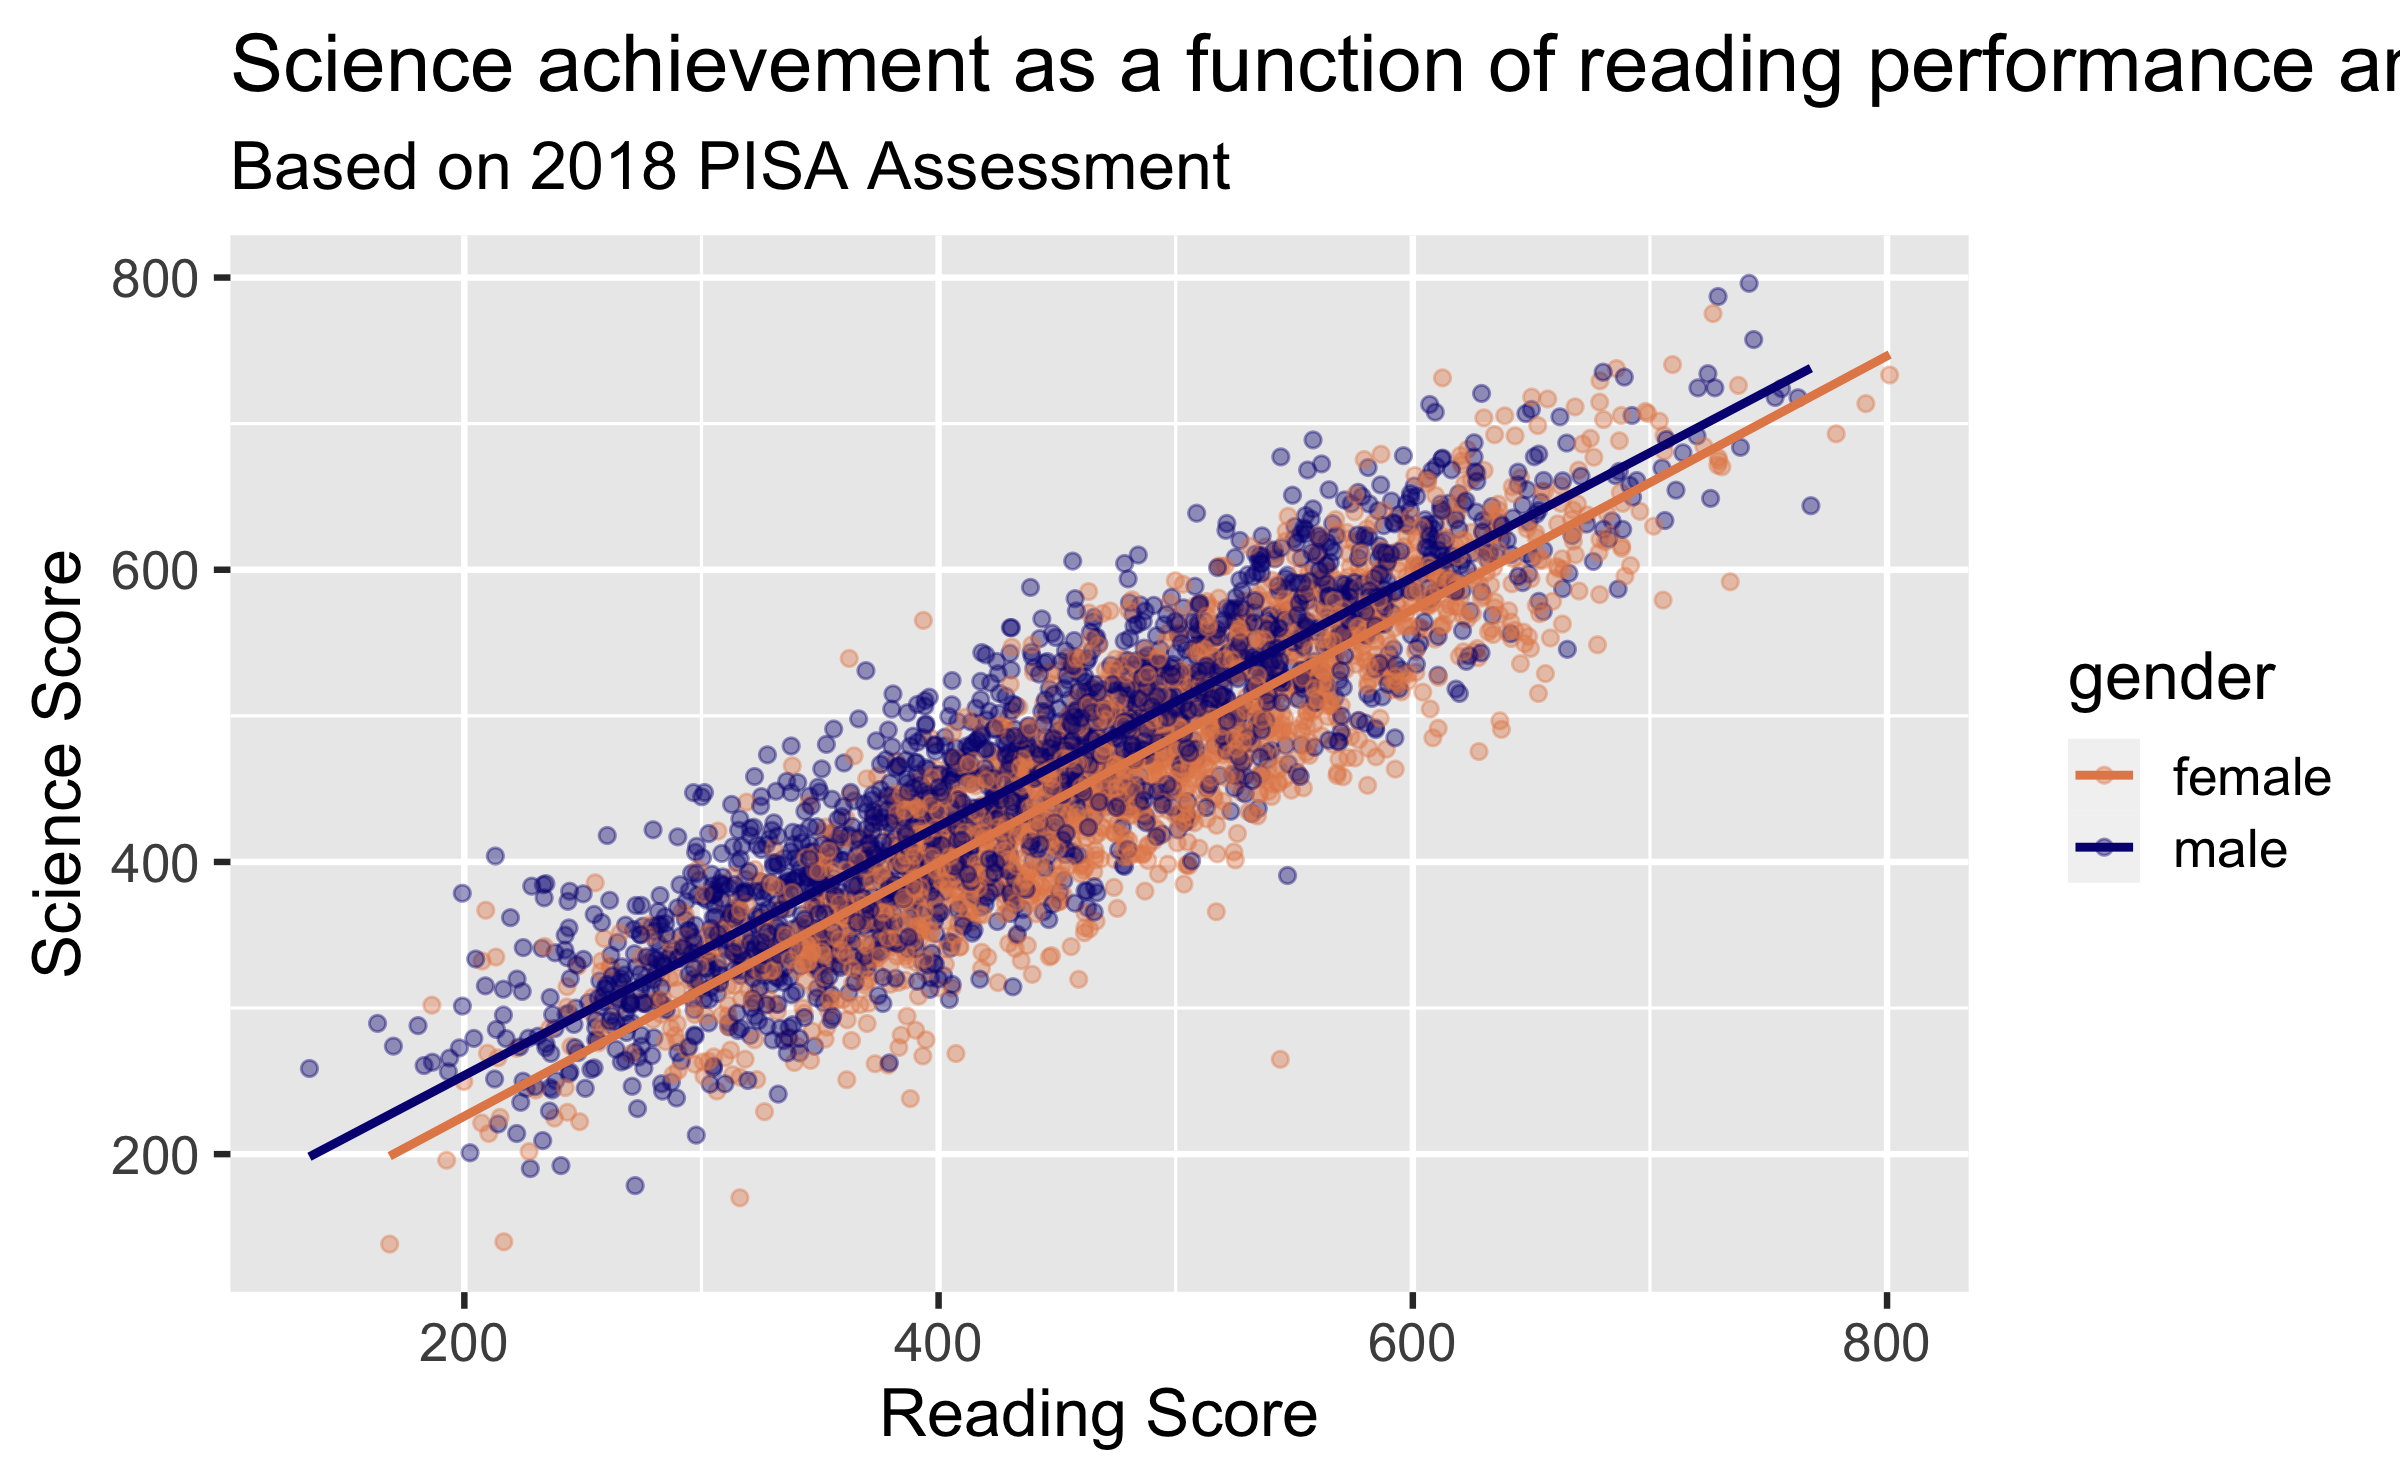 Science achievement as a function of reading performance
Based on 2018 PISA Assessment
800
600
400
200
Science Score
200 400 600 800
Reading Score
gender
female
male